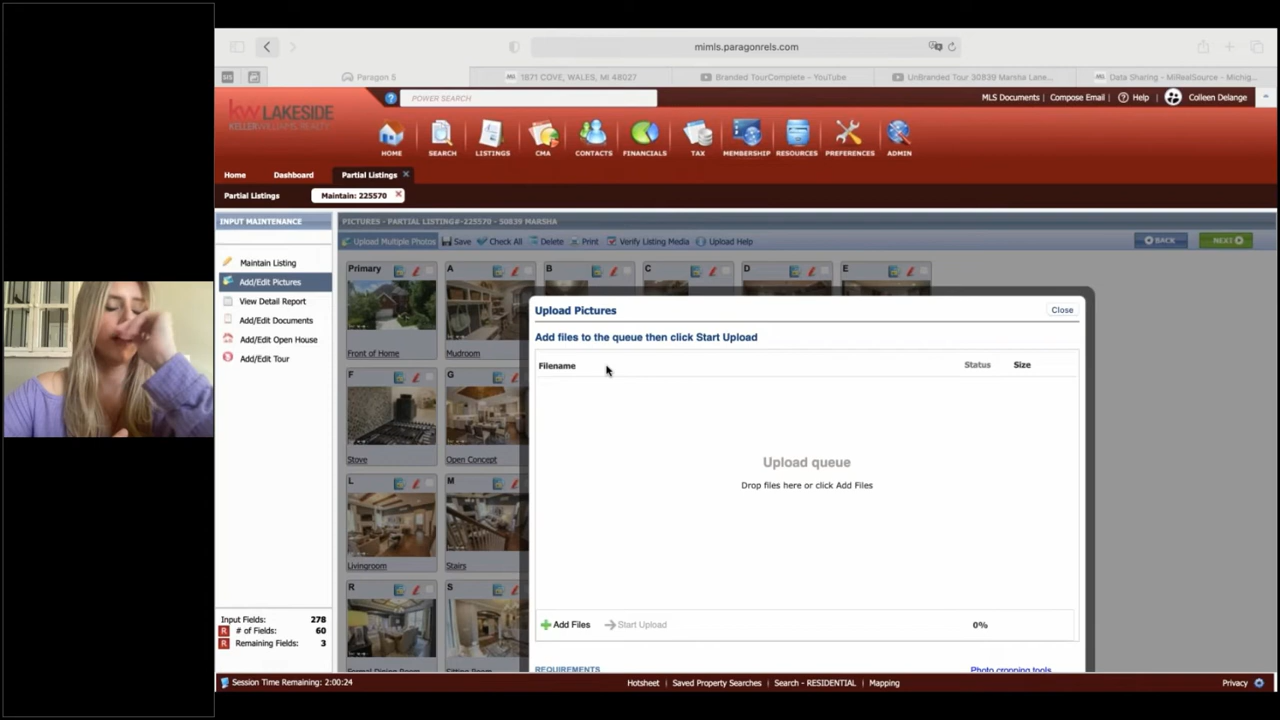 mimls.paragonrels.com
SIS
Paragon 5
1871 COVE, WALES, MI 48027
Branded TourComplete - YouTube
UnBranded Tour 30839 Marsha Lane...
Data Sharing - MiRealSource - Michig...
kw LAKESIDE
KELLERWILLIAMS. REALTY
POWER SEARCH
MLS Documents | Compose Email | Help | Colleen Delange
HOME SEARCH LISTINGS CMA CONTACTS FINANCIALS TAX MEMBERSHIP RESOURCES PREFERENCES ADMIN
Home Dashboard Partial Listings
Partial Listings Maintain: 225570
INPUT MAINTENANCE
PICTURES - PARTIAL LISTING#-225570 - S0839 MARSHA
Upload Multiple Photos Save Check All Delete Print Verify Listing Media Upload Help BACK NEXT
Maintain Listing
Add/Edit Pictures
View Detail Report
Add/Edit Documents
Add/Edit Open House
Add/Edit Tour
Primary A B C D E
Front of Home Mudroom
F G
Stove Open Concept
L M
Livingroom Stairs
R S
Upload Pictures Close
Add files to the queue then click Start Upload
Filename Status Size
Upload queue
Drop files here or click Add Files
Add Files Start Upload 0%
REQUIREMENTS Photo cropping tools
Input Fields: 278
R # of Fields: 60
R Remaining Fields: 3
Session Time Remaining: 2:00:24
Hotsheet | Saved Property Searches | Search - RESIDENTIAL | Mapping
Privacy